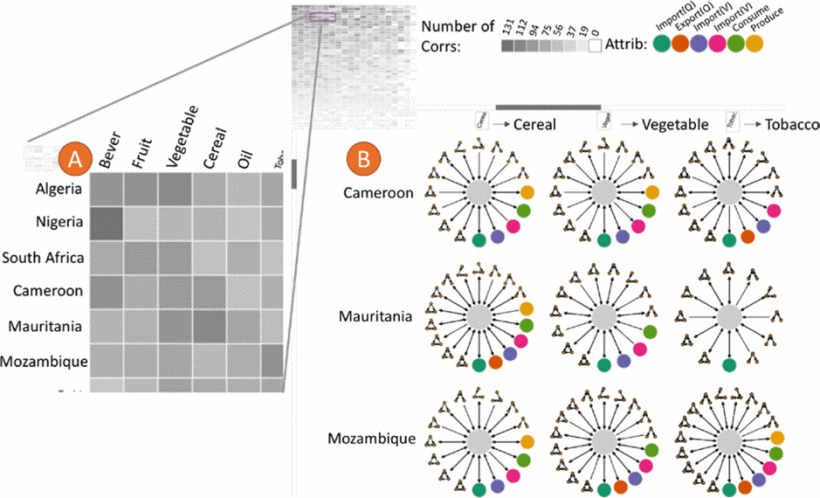 Number of
Corrs:
131
112
94
75
56
37
19
0
Attrib:
Import(Q)
Export(Q)
Import(V)
Import(V)
Consume
Produce
Cereal
Vegetable
Tobacco
A
Bever
Fruit
Vegetable
Cereal
Oil
B
Algeria
Nigeria
South Africa
Cameroon
Mauritania
Mozambique
Cameroon
Mauritania
Mozambique